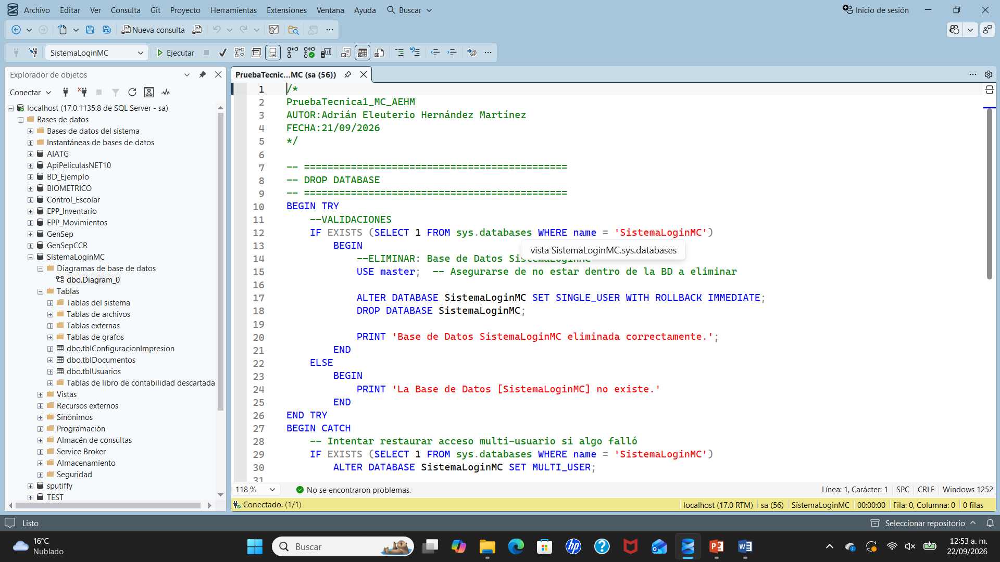 Archivo Editar Ver Consulta Git Proyecto Herramientas Extensiones Ventana Ayuda Buscar Inicio de sesión
Nueva consulta
SistemaLoginMC Ejecutar
Explorador de objetos
Conectar
localhost (17.0.1135.8 de SQL Server - sa)
Bases de datos
Bases de datos del sistema
Instantáneas de bases de datos
AIATG
ApiPeliculasNET10
BD_Ejemplo
BIOMETRICO
Control_Escolar
EPP_Inventario
EPP_Movimientos
GenSep
GenSepCCR
SistemaLoginMC
Diagramas de base de datos
dbo.Diagram_0
Tablas
Tablas del sistema
Tablas de archivos
Tablas externas
Tablas de grafos
dbo.tblConfiguracionImpresion
dbo.tblDocumentos
dbo.tblUsuarios
Tablas de libro de contabilidad descartada
Vistas
Recursos externos
Sinónimos
Programación
Almacén de consultas
Service Broker
Almacenamiento
Seguridad
sputiffy
TEST
PruebaTecnic...MC (sa (56))
1 /*
2 PruebaTecnica1_MC_AEHM
3 AUTOR:Adrián Eleuterio Hernández Martínez
4 FECHA:21/09/2026
5 */
6
7 -- =============================================
8 -- DROP DATABASE
9 -- =============================================
10 BEGIN TRY
11 --VALIDACIONES
12 IF EXISTS (SELECT 1 FROM sys.databases WHERE name = 'SistemaLoginMC')
13 BEGIN
vista SistemaLoginMC.sys.databases
14 --ELIMINAR: Base de Datos SistemaLoginMC
15 USE master; -- Asegurarse de no estar dentro de la BD a eliminar
16
17 ALTER DATABASE SistemaLoginMC SET SINGLE_USER WITH ROLLBACK IMMEDIATE;
18 DROP DATABASE SistemaLoginMC;
19
20 PRINT 'Base de Datos SistemaLoginMC eliminada correctamente.';
21 END
22 ELSE
23 BEGIN
24 PRINT 'La Base de Datos [SistemaLoginMC] no existe.'
25 END
26 END TRY
27 BEGIN CATCH
28 -- Intentar restaurar acceso multi-usuario si algo falló
29 IF EXISTS (SELECT 1 FROM sys.databases WHERE name = 'SistemaLoginMC')
30 ALTER DATABASE SistemaLoginMC SET MULTI_USER;
31
118 % No se encontraron problemas. Línea: 1, Carácter: 1 SPC CRLF Windows 1252
Conectado. (1/1) localhost (17.0 RTM) sa (56) SistemaLoginMC 00:00:00 Fila: 0, Columna: 0 0 filas
Listo Seleccionar repositorio
16°C
Nublado
Buscar
12:53 a. m.
22/09/2026